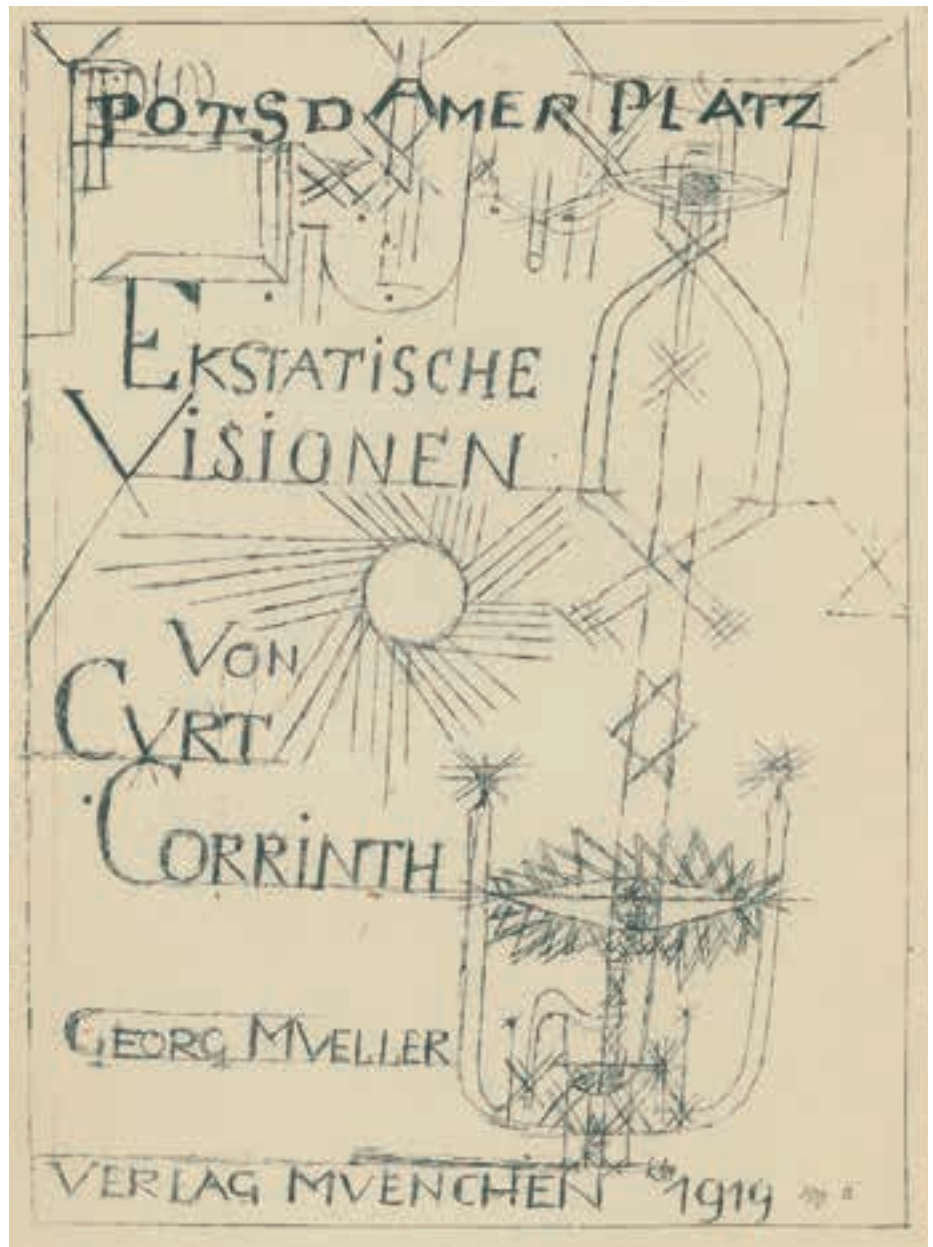 POTSDAMER PLATZ
EKSTATiSCHE
ViSiONEN
VON
CVRT
CORRiNTH
GEORG MVELLER
VERLAG MVENCHEN 1919